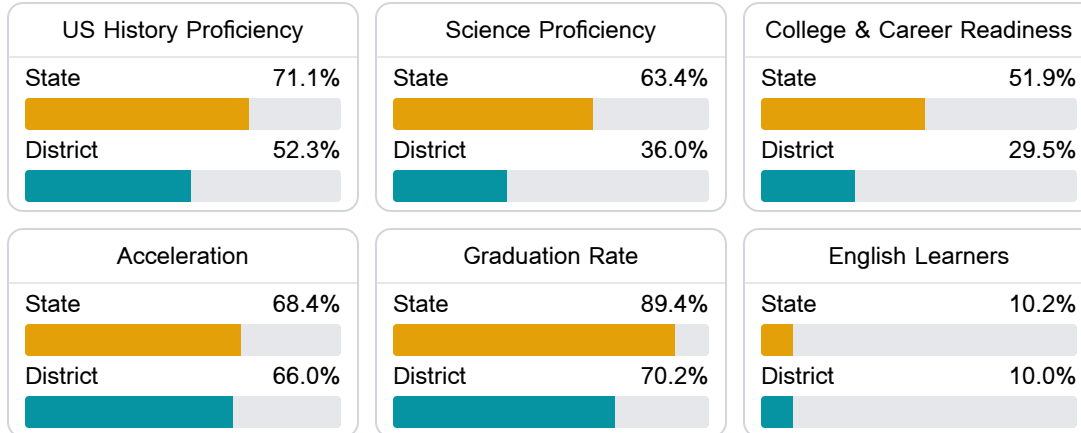 US History Proficiency
State 71.1%
District 52.3%
Science Proficiency
State 63.4%
District 36.0%
College & Career Readiness
State 51.9%
District 29.5%
Acceleration
State 68.4%
District 66.0%
Graduation Rate
State 89.4%
District 70.2%
English Learners
State 10.2%
District 10.0%